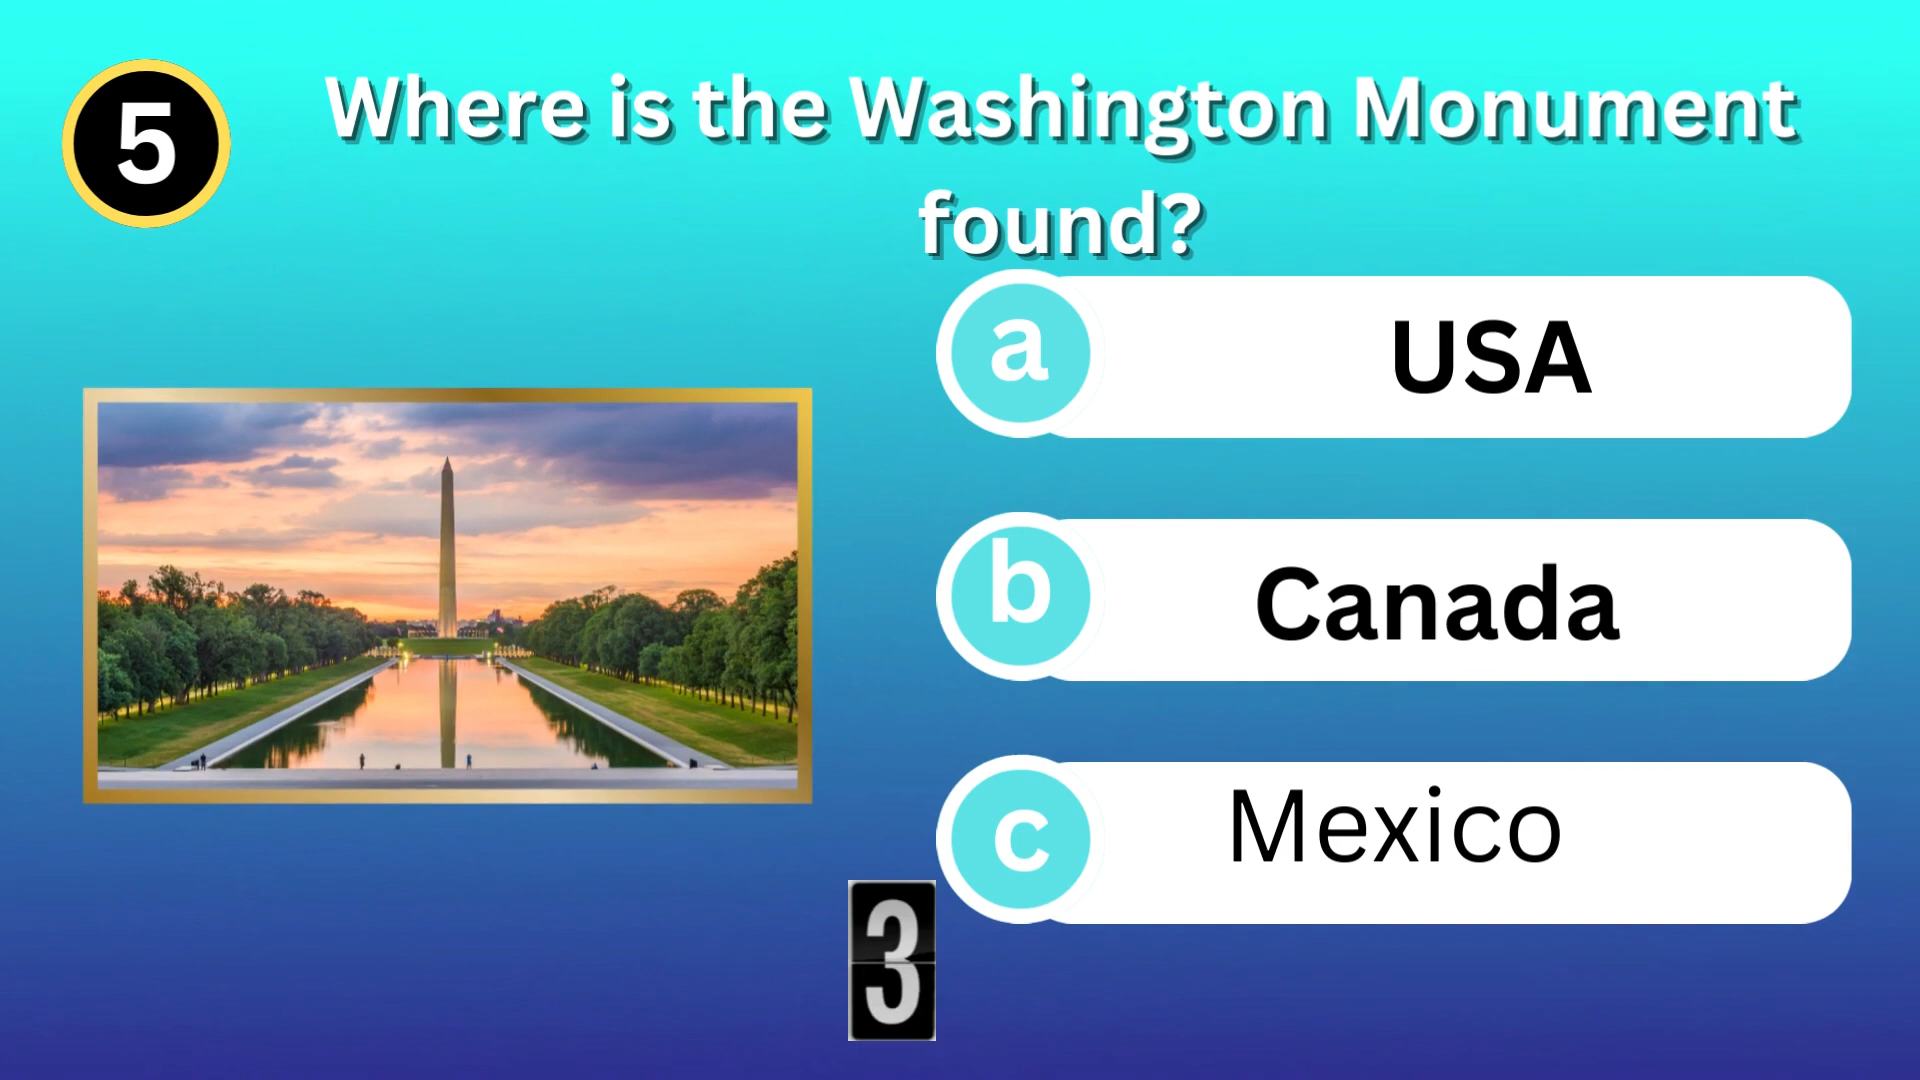 5
Where is the Washington Monument
found?
a
USA
b
Canada
c
Mexico
3